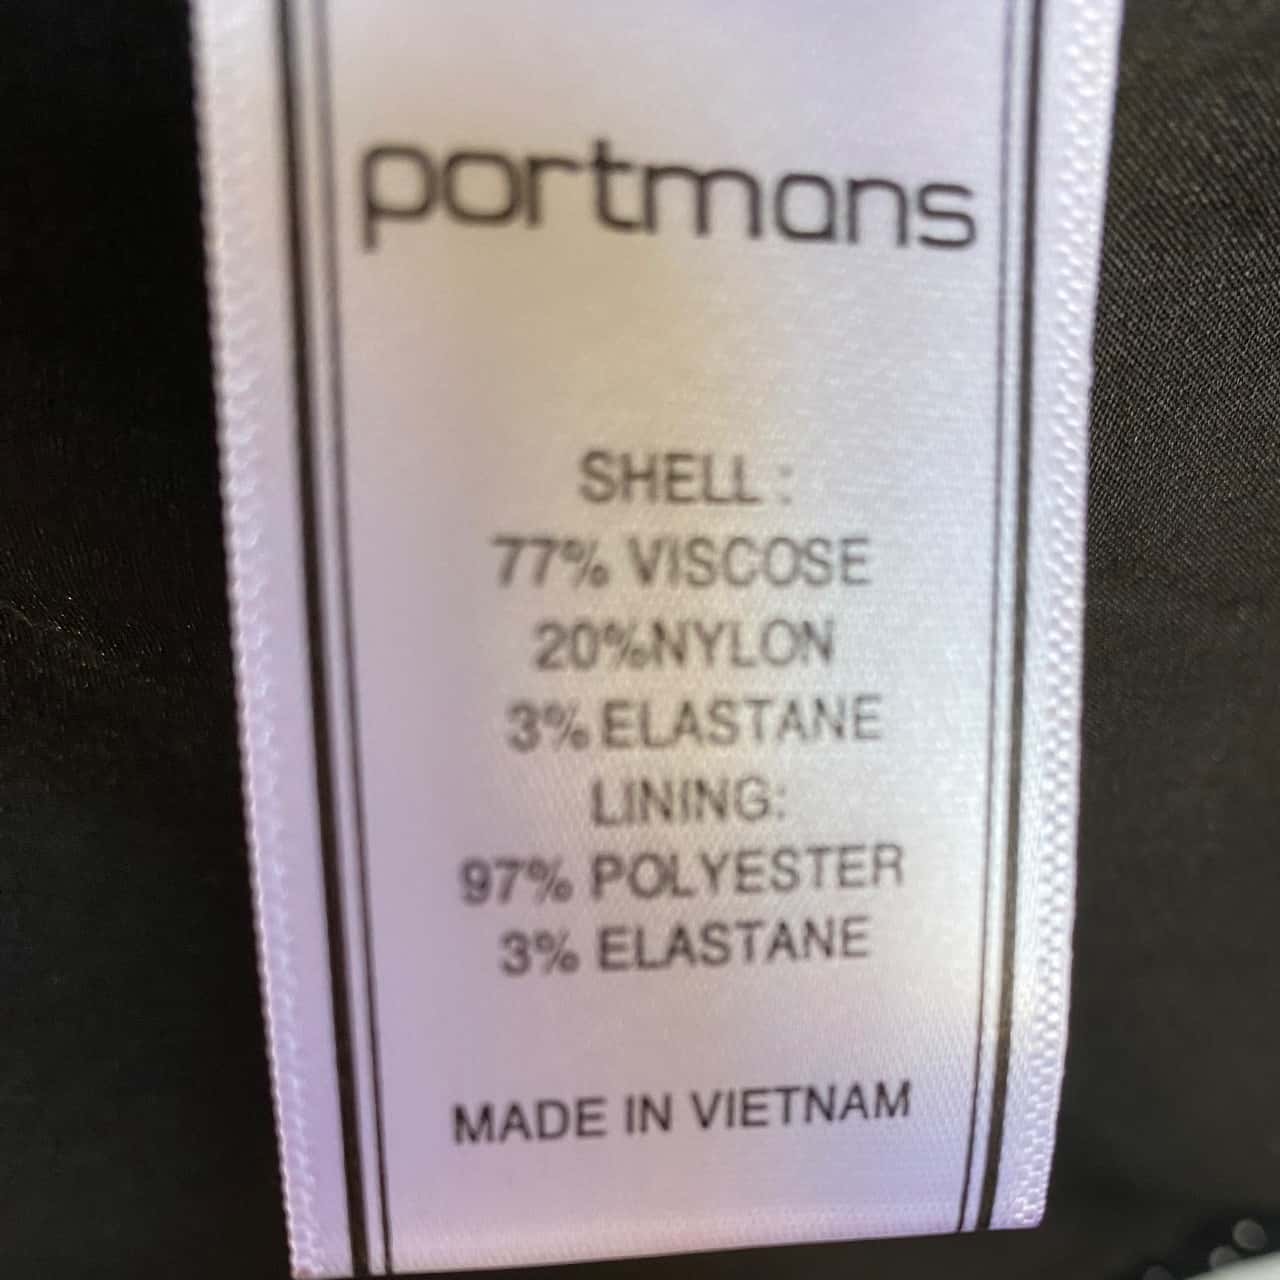 portmans
SHELL :
77% VISCOSE
20%NYLON
3% ELASTANE
LINING:
97% POLYESTER
3% ELASTANE
MADE IN VIETNAM